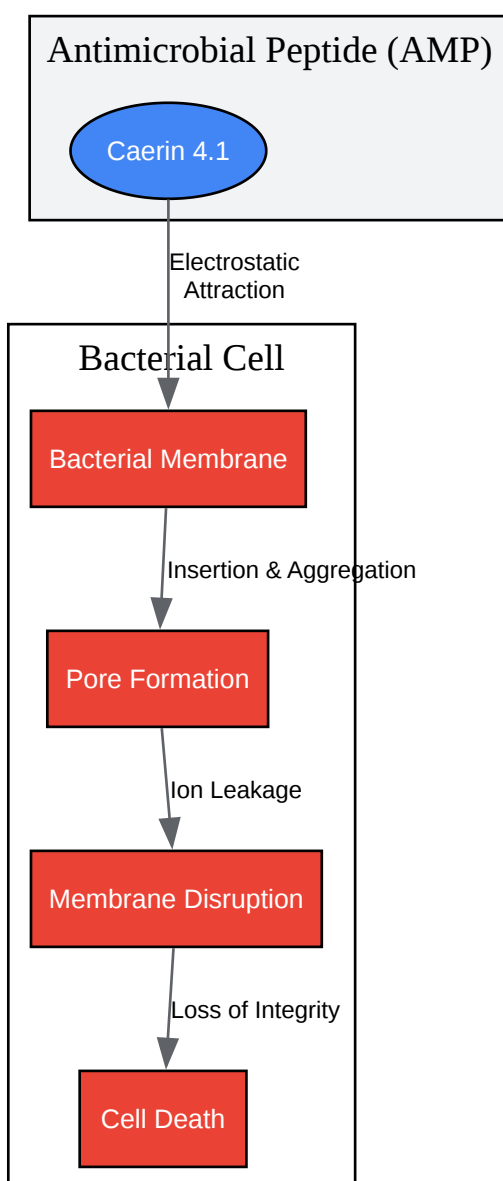 Antimicrobial Peptide (AMP)
Caerin 4.1
Electrostatic
Attraction
Bacterial Cell
Bacterial Membrane
Insertion & Aggregation
Pore Formation
Ion Leakage
Membrane Disruption
Loss of Integrity
Cell Death